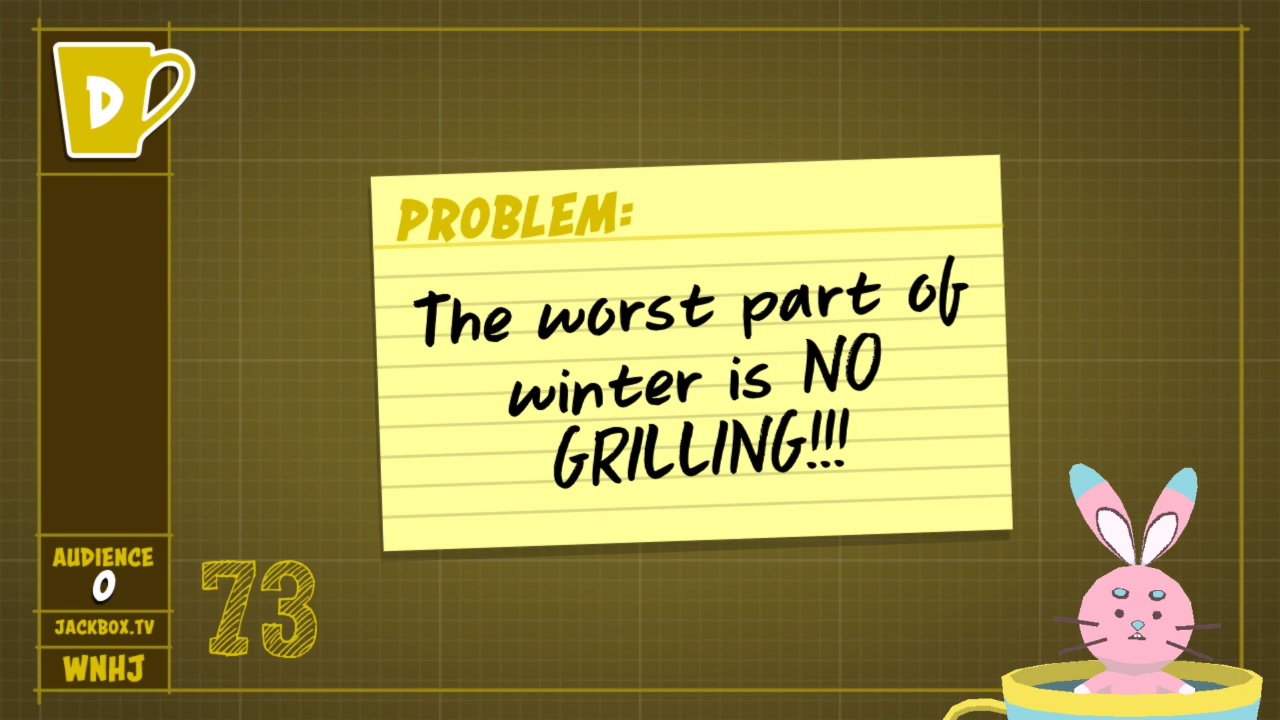 D
PROBLEM:
The worst part of
winter is NO
GRILLING!!!
AUDIENCE
0
JACKBOX.TV
WNHJ
73